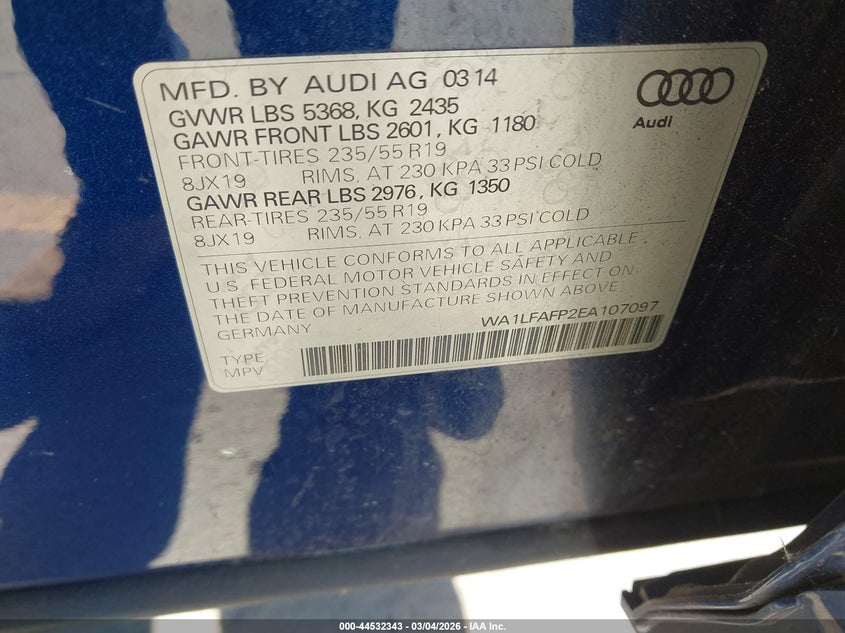 MFD. BY AUDI AG 03 14
GVWR LBS 5368, KG 2435
GAWR FRONT LBS 2601, KG 1180
FRONT-TIRES 235/55 R19
8JX19 RIMS. AT 230 KPA 33 PSI COLD
GAWR REAR LBS 2976, KG 1350
REAR-TIRES 235/55 R19
8JX19 RIMS. AT 230 KPA 33 PSI COLD
Audi
THIS VEHICLE CONFORMS TO ALL APPLICABLE
U.S. FEDERAL MOTOR VEHICLE SAFETY AND
THEFT PREVENTION STANDARDS IN EFFECT ON
THE DATE OF MANUFACTURE SHOWN ABOVE.
GERMANY
WA1LFAFP2EA107097
TYPE
MPV
000-44532343 - 03/04/2026 - IAA Inc.